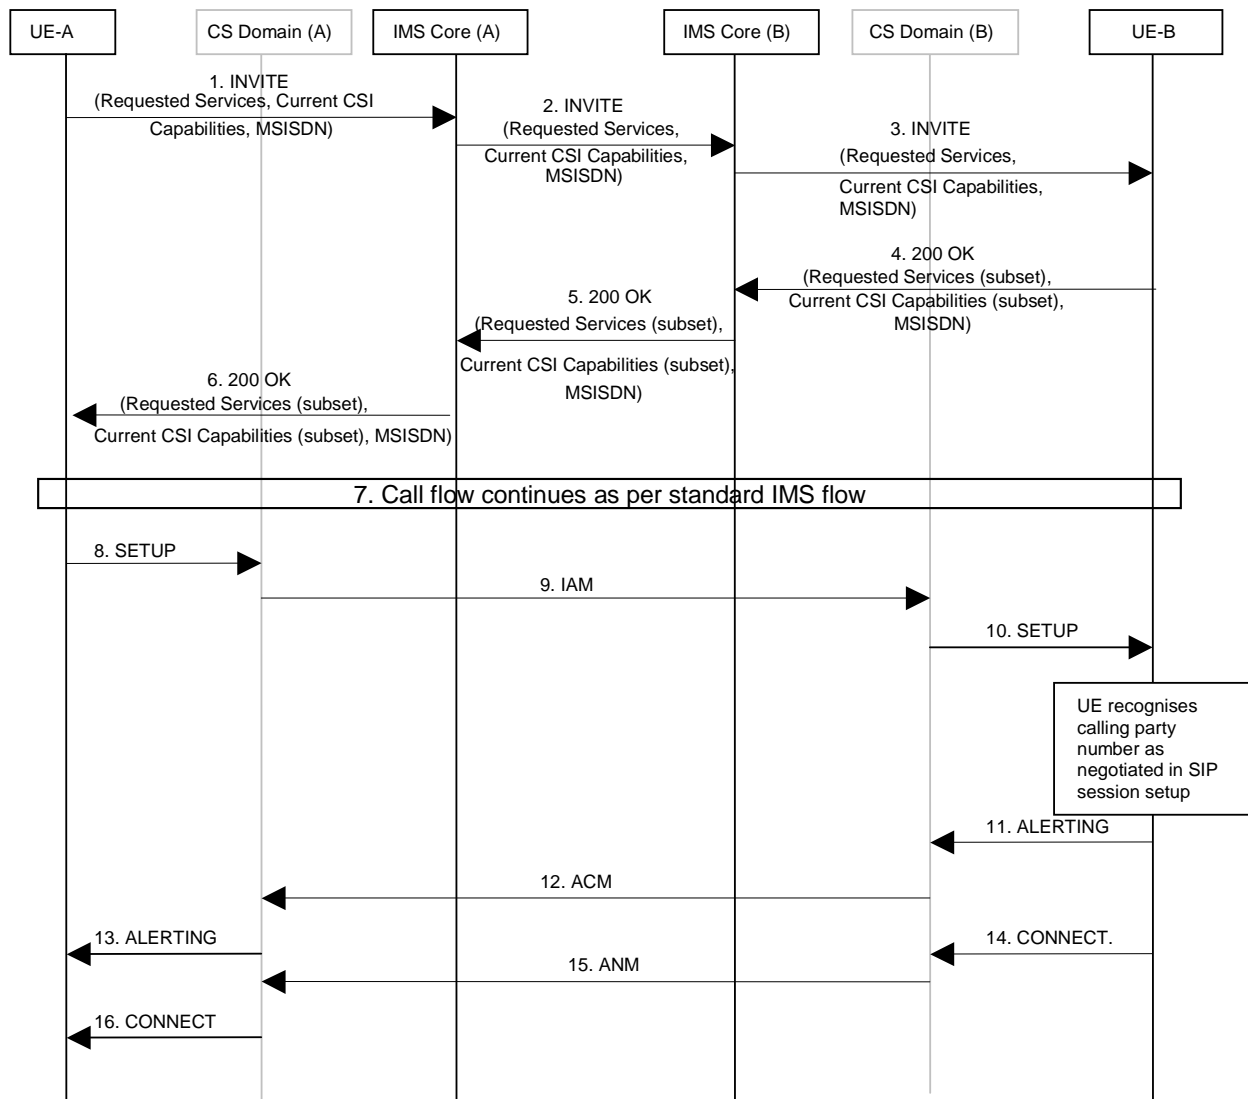 UE-A
CS Domain (A)
IMS Core (A)
IMS Core (B)
CS Domain (B)
UE-B
1. INVITE
(Requested Services, Current CSI
Capabilities, MSISDN)
2. INVITE
(Requested Services,
Current CSI Capabilities,
MSISDN)
3. INVITE
(Requested Services,
Current CSI Capabilities,
MSISDN)
4. 200 OK
(Requested Services (subset),
Current CSI Capabilities (subset),
MSISDN)
5. 200 OK
(Requested Services (subset),
Current CSI Capabilities (subset),
MSISDN)
6. 200 OK
(Requested Services (subset),
Current CSI Capabilities (subset), MSISDN)
7. Call flow continues as per standard IMS flow
8. SETUP
9. IAM
10. SETUP
UE recognises
calling party
number as
negotiated in SIP
session setup
11. ALERTING
12. ACM
13. ALERTING
14. CONNECT.
15. ANM
16. CONNECT